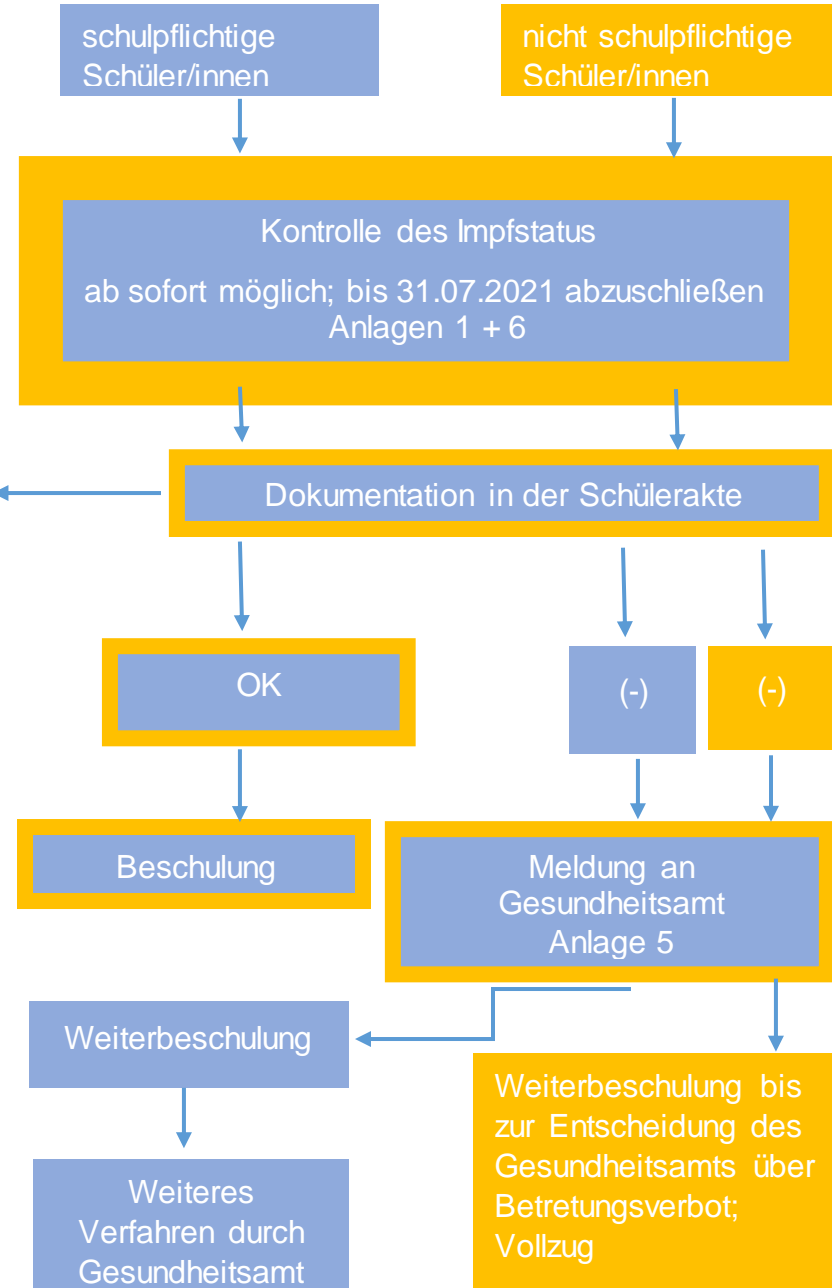 schulpflichtige
Schüler/innen
nicht schulpflichtige
Schüler/innen
Kontrolle des Impfstatus
ab sofort möglich; bis 31.07.2021 abzuschließen
Anlagen 1 + 6
Dokumentation in der Schülerakte
OK
(-)
(-)
Beschulung
Meldung an
Gesundheitsamt
Anlage 5
Weiterbeschulung
Weiterbeschulung bis
zur Entscheidung des
Gesundheitsamts über
Betretungsverbot;
Vollzug
Weiteres
Verfahren durch
Gesundheitsamt